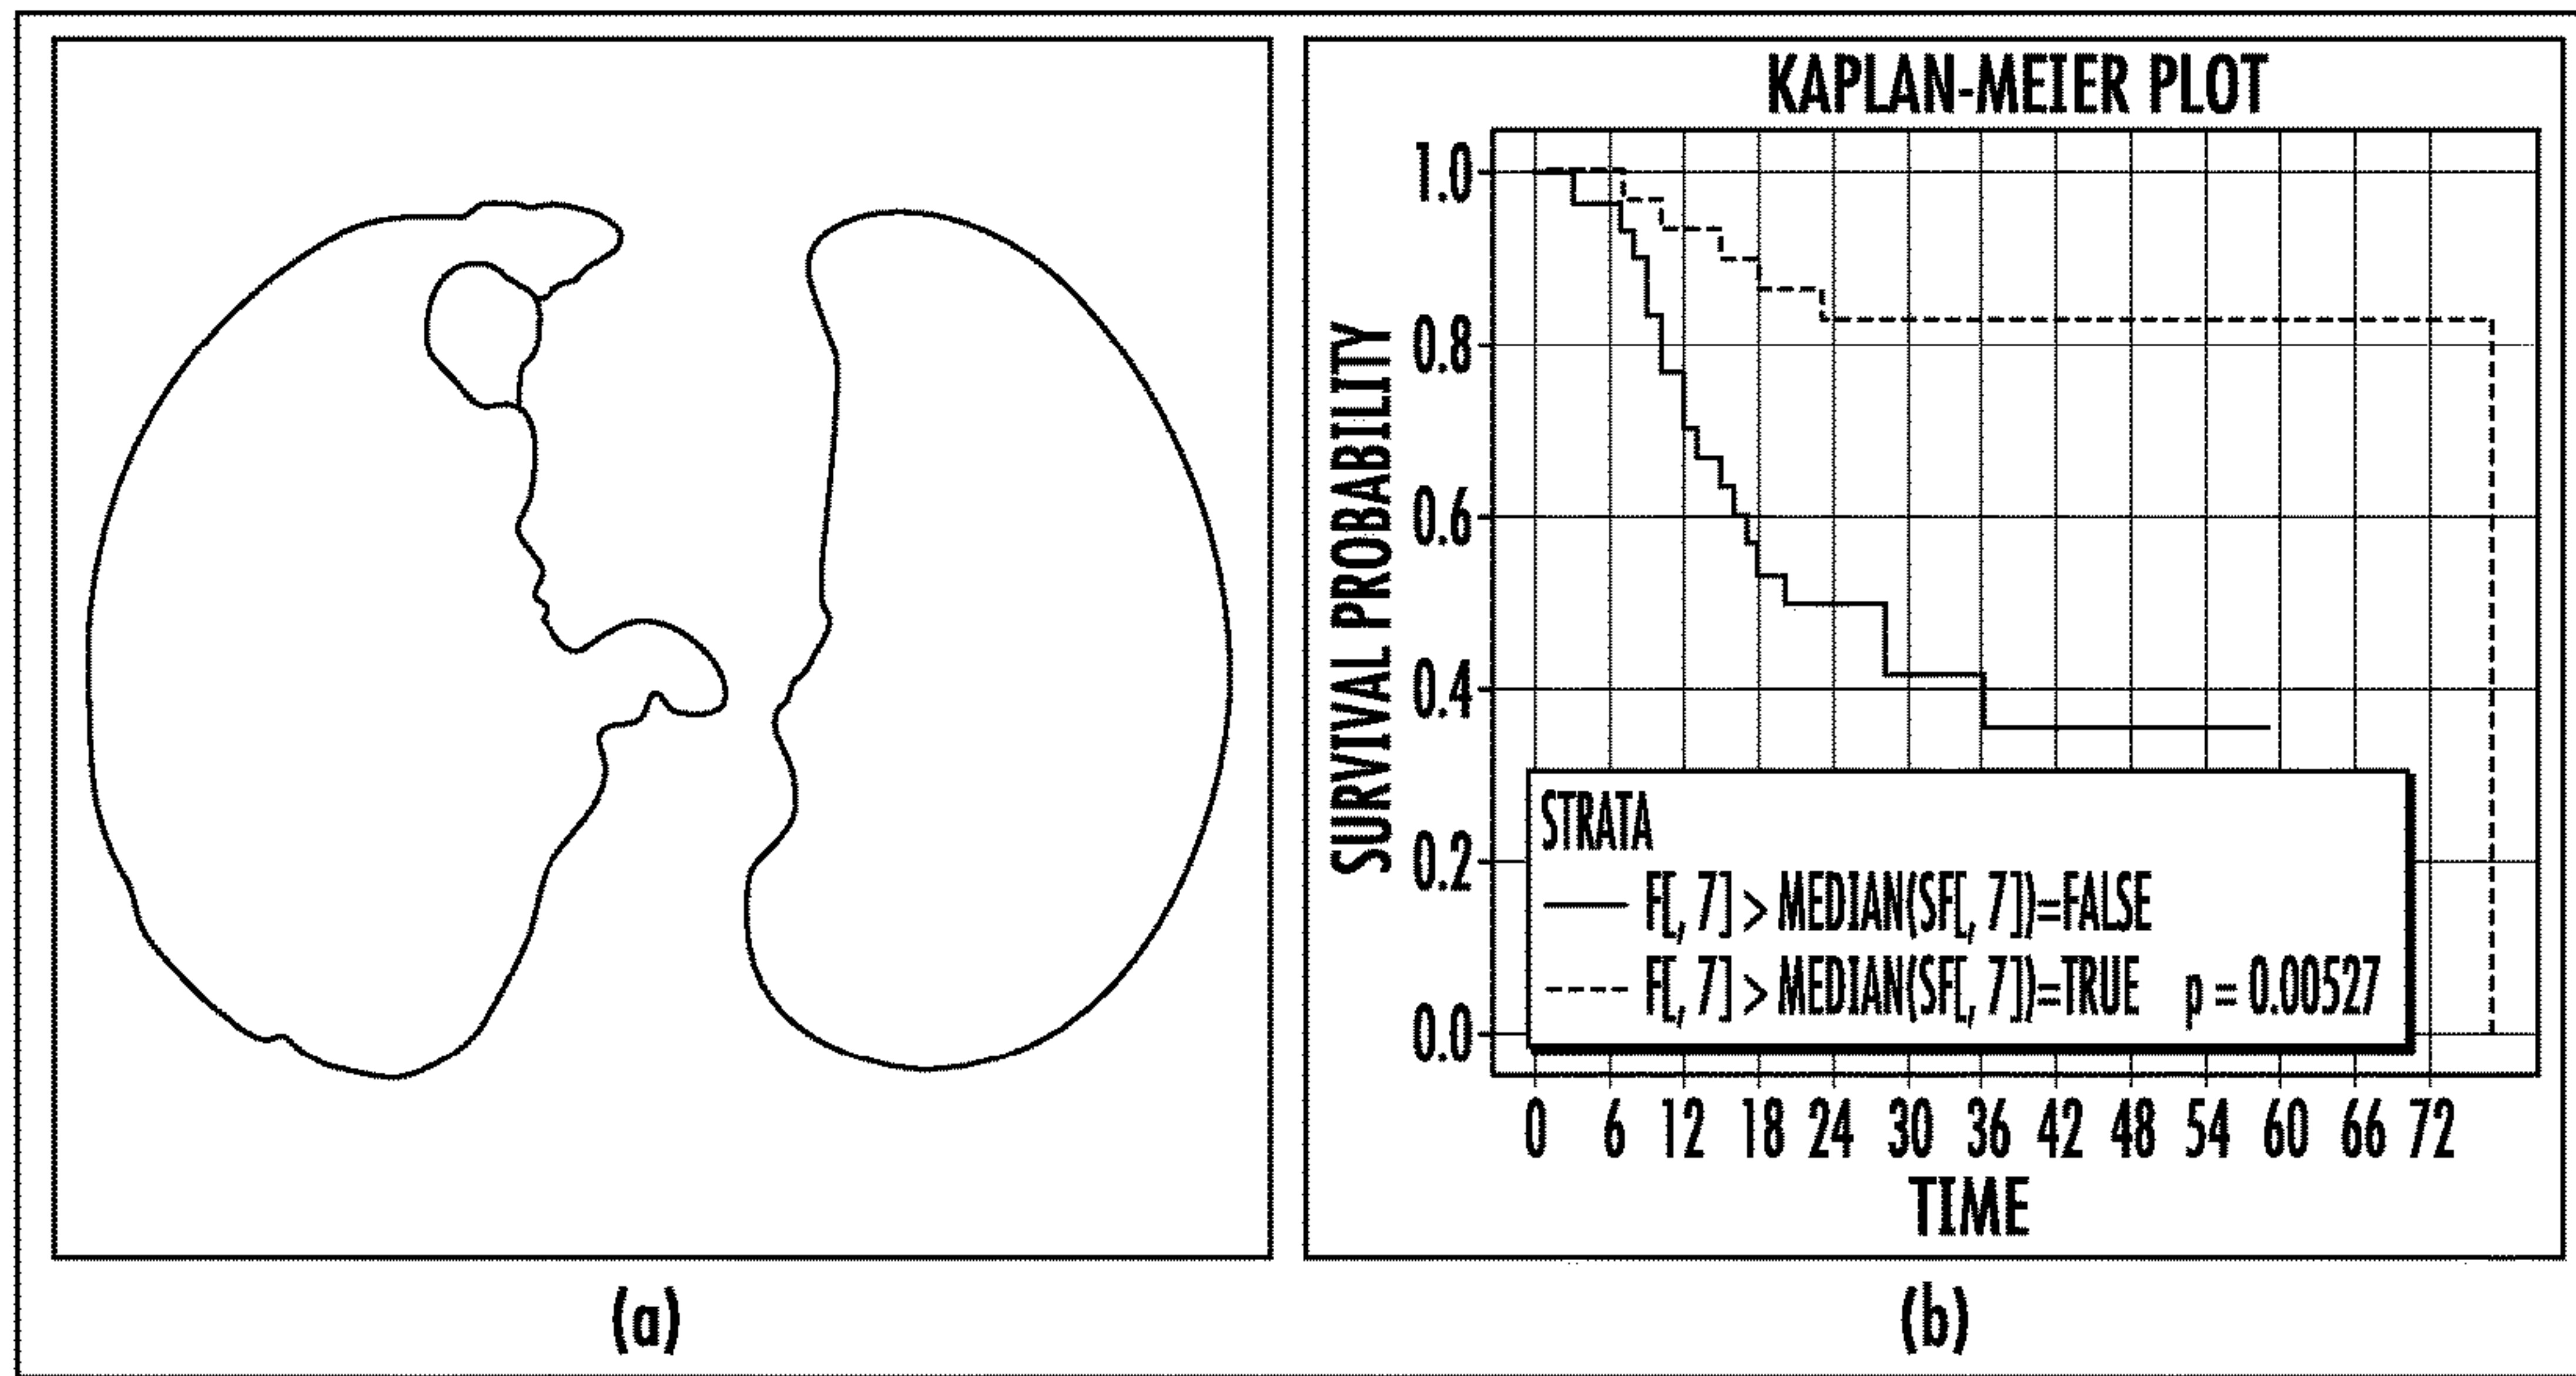 KAPLAN-MEIER PLOT
SURVIVAL PROBABILITY
1.0
0.8
0.6
0.4
0.2
0.0
STRATA
F[, 7] > MEDIAN(SF[, 7])=FALSE
F[, 7] > MEDIAN(SF[, 7])=TRUE p = 0.00527
0 6 12 18 24 30 36 42 48 54 60 66 72
TIME
(a) (b)